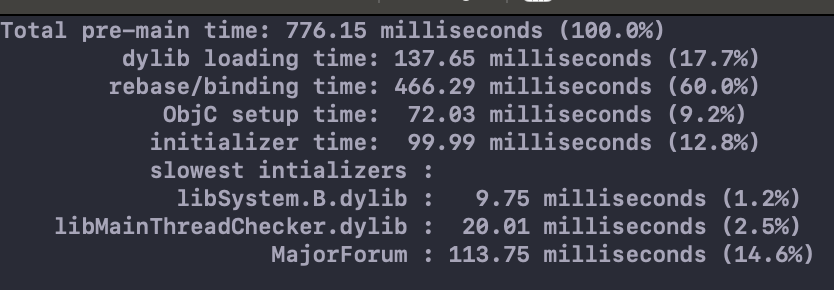 Total pre-main time: 776.15 milliseconds (100.0%)
dylib loading time: 137.65 milliseconds (17.7%)
rebase/binding time: 466.29 milliseconds (60.0%)
ObjC setup time: 72.03 milliseconds (9.2%)
initializer time: 99.99 milliseconds (12.8%)
slowest intializers :
libSystem.B.dylib : 9.75 milliseconds (1.2%)
libMainThreadChecker.dylib : 20.01 milliseconds (2.5%)
MajorForum : 113.75 milliseconds (14.6%)